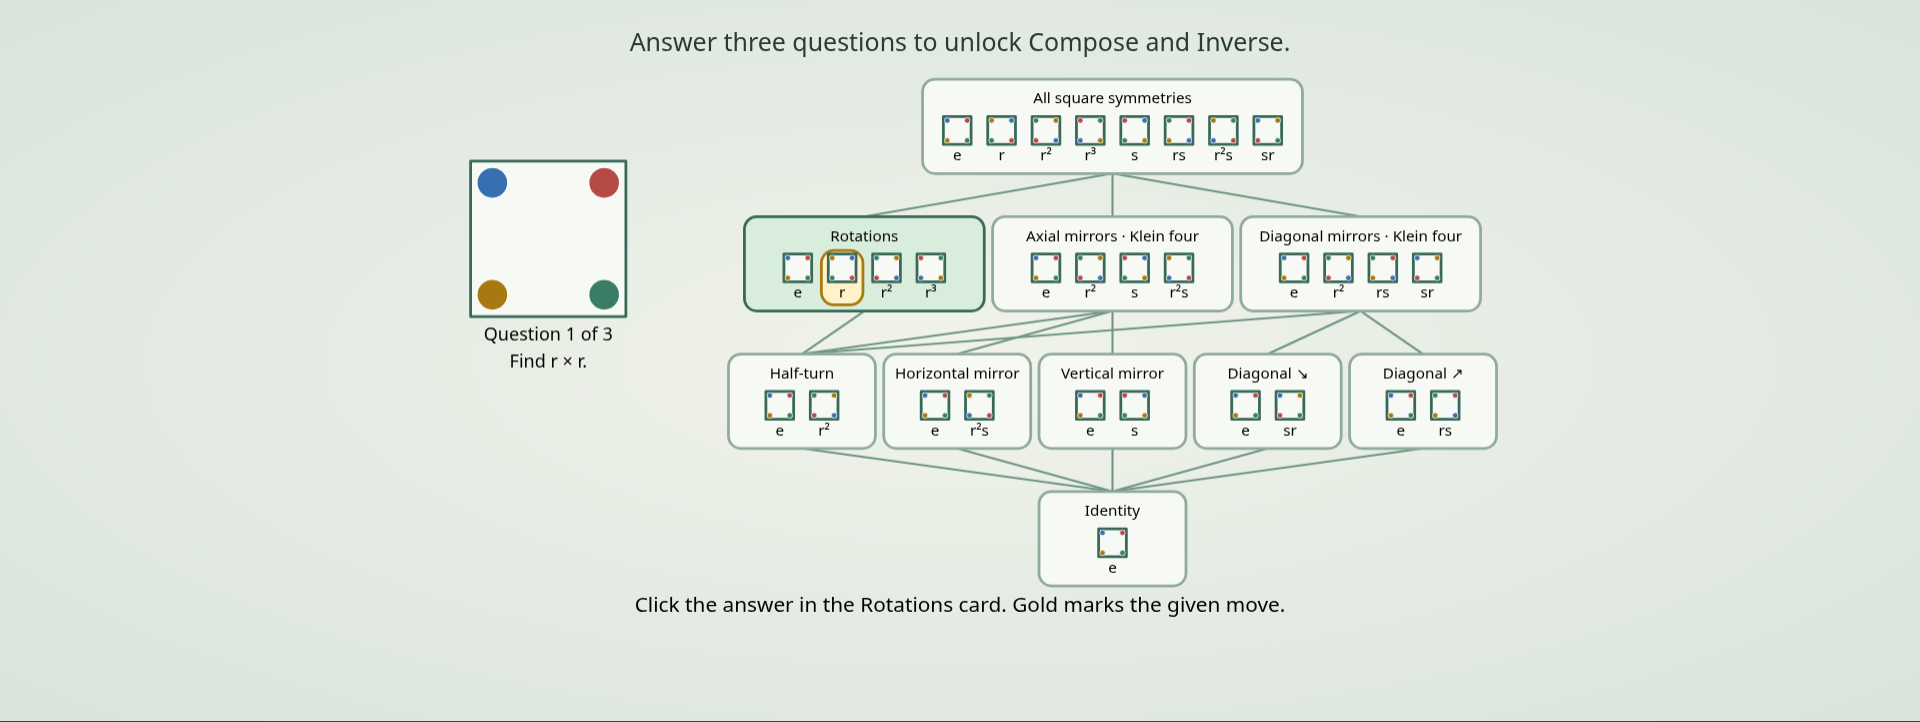 Answer three questions to unlock Compose and Inverse.
All square symmetries
e r r² r³ s rs r²s sr
Question 1 of 3
Find r × r.
Rotations
e r r² r³
Axial mirrors · Klein four
e r² s r²s
Diagonal mirrors · Klein four
e r² rs sr
Half-turn
e r²
Horizontal mirror
e r²s
Vertical mirror
e s
Diagonal ↘
e sr
Diagonal ↗
e rs
Identity
e
Click the answer in the Rotations card. Gold marks the given move.